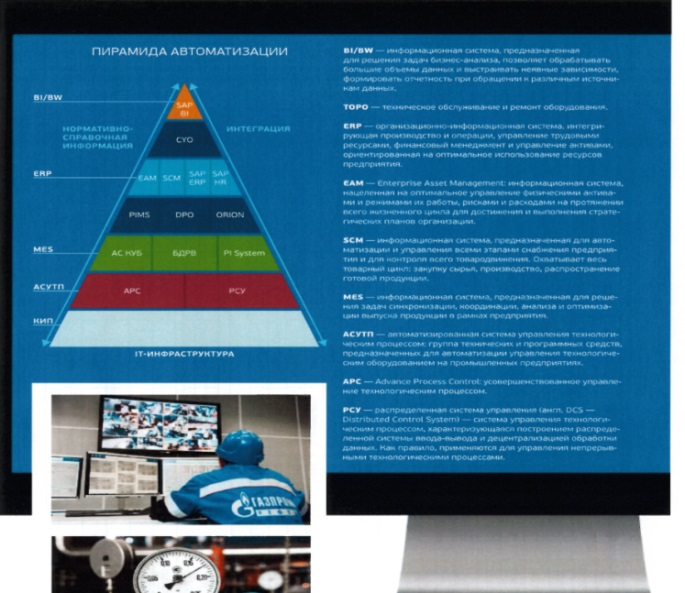 ПИРАМИДА АВТОМАТИЗАЦИИ
BI/BW
SAP
BI
НОРМАТИВНО-
СПРАВОЧНАЯ
ИНФОРМАЦИЯ
ИНТЕГРАЦИЯ
СУО
ERP
EAM
SCM
SAP
ERP
SAP
HR
PIMS
DPO
ORION
MES
АС КУБ
БДРВ
PI System
АСУТП
АРС
РСУ
КИП
IT-ИНФРАСТРУКТУРА
BI/BW — информационная система, предназначенная
для решения задач бизнес-анализа, позволяет обрабатывать
большие объемы данных и выстраивать неявные зависимости,
формировать отчетность при обращении к различным источни-
кам данных.
ТОРО — техническое обслуживание и ремонт оборудования.
ERP — организационно-информационная система, интегри-
рующая производство и операции, управление трудовыми
ресурсами, финансовый менеджмент и управление активами,
ориентированная на оптимальное использование ресурсов
предприятия.
EAM — Enterprise Asset Management: информационная система,
нацеленная на оптимальное управление физическими актива-
ми и режимами их работы, рисками и расходами на протяжении
всего жизненного цикла для достижения и выполнения страте-
гических планов организации.
SCM — информационная система, предназначенная для авто-
матизации и управления всеми этапами снабжения предприя-
тия и для контроля всего товародвижения. Охватывает весь
товарный цикл: закупку сырья, производство, распространение
готовой продукции.
MES — информационная система, предназначенная для реше-
ния задач синхронизации, координации, анализа и оптимиза-
ции выпуска продукции в рамках предприятия.
АСУТП — автоматизированная система управления технологи-
ческим процессом: группа технических и программных средств,
предназначенных для автоматизации управления технологиче-
ским оборудованием на промышленных предприятиях.
АРС — Advance Process Control: усовершенствованное управле-
ние технологическим процессом.
РСУ — распределенная система управления (англ. DCS —
Distributed Control System) — система управления технологи-
ческим процессом, характеризующаяся построением распреде-
ленной системы ввода-вывода и децентрализацией обработки
данных. Как правило, применяются для управления непрерыв-
ными технологическими процессами.
ГАЗПРОМ